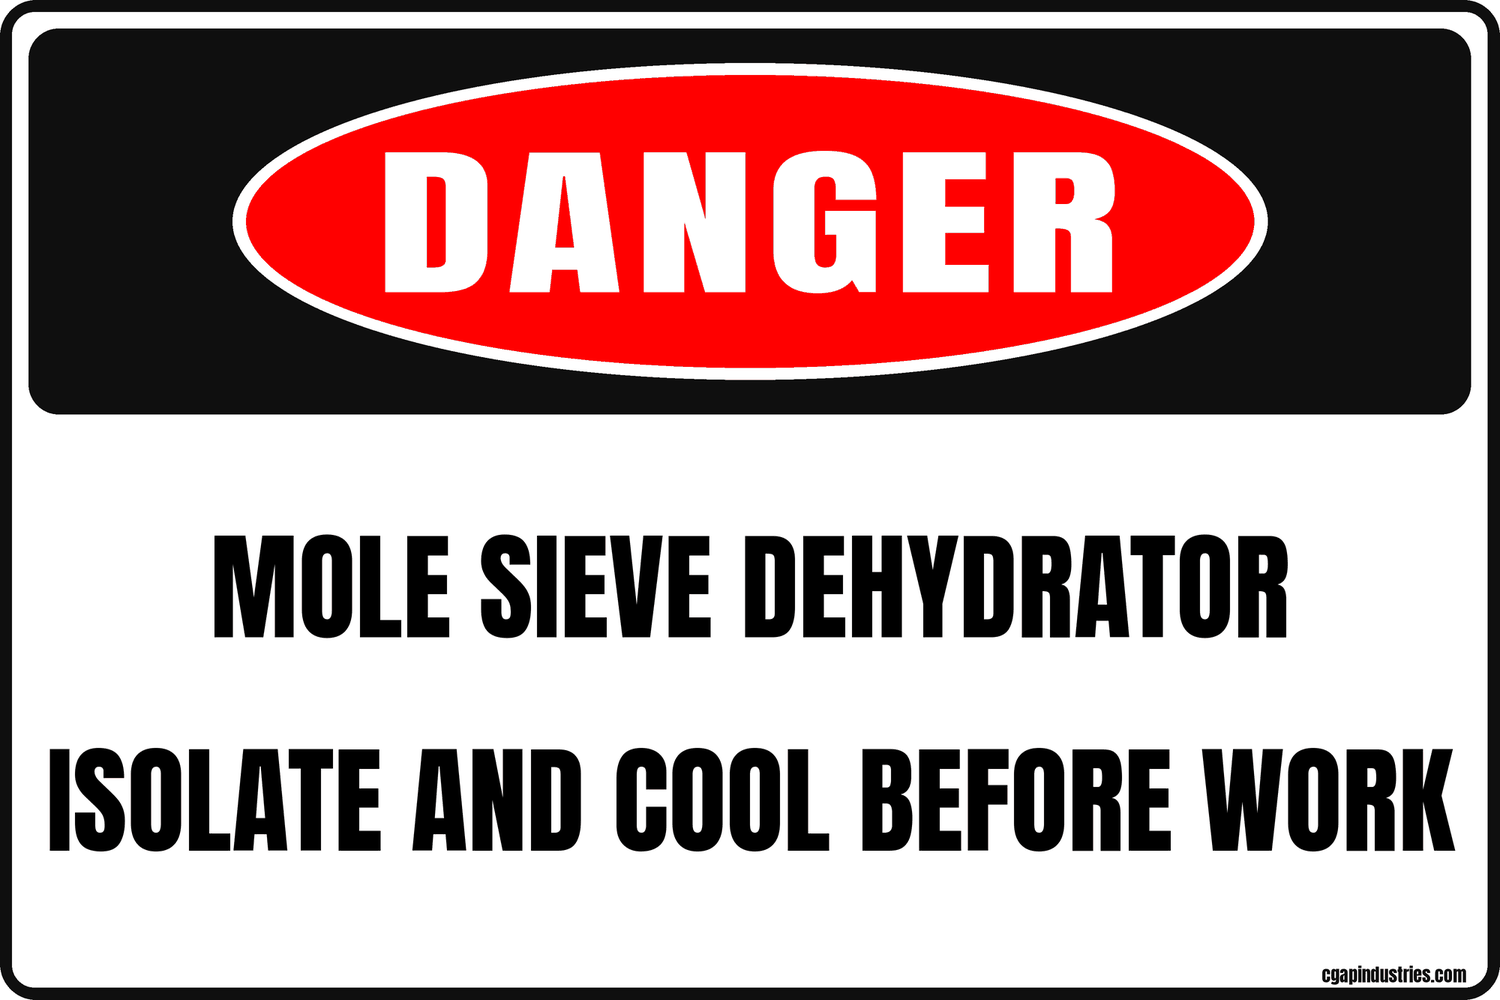 DANGER
MOLE SIEVE DEHYDRATOR
ISOLATE AND COOL BEFORE WORK
cgapindustries.com